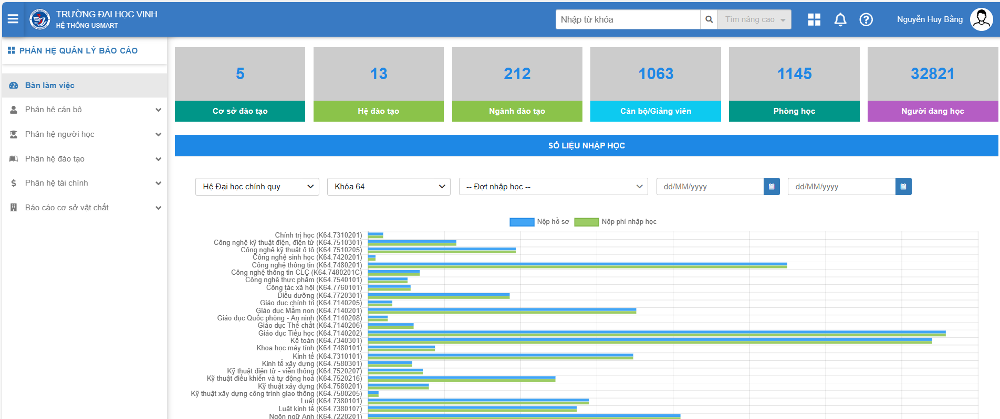 TRƯỜNG ĐẠI HỌC VINH
HỆ THỐNG USMART
Nhập từ khóa
Tìm nâng cao
Nguyễn Huy Bằng
PHÂN HỆ QUẢN LÝ BÁO CÁO
Bàn làm việc
Phân hệ cán bộ
Phân hệ người học
Phân hệ đào tạo
Phân hệ tài chính
Báo cáo cơ sở vật chất
5
Cơ sở đào tạo
13
Hệ đào tạo
212
Ngành đào tạo
1063
Cán bộ/Giảng viên
1145
Phòng học
32821
Người đang học
SỐ LIỆU NHẬP HỌC
Hệ Đại học chính quy
Khóa 64
-- Đợt nhập học --
dd/MM/yyyy
dd/MM/yyyy
Nộp hồ sơ
Nộp phí nhập học
Chính trị học (K64.7310201)
Công nghệ kỹ thuật điện, điện tử (K64.7510301)
Công nghệ kỹ thuật ô tô (K64.7510205)
Công nghệ sinh học (K64.7420201)
Công nghệ thông tin (K64.7480201)
Công nghệ thông tin CLC (K64.7480201C)
Công nghệ thực phẩm (K64.7540101)
Công tác xã hội (K64.7760101)
Điều dưỡng (K64.7720301)
Giáo dục chính trị (K64.7140205)
Giáo dục Mầm non (K64.7140201)
Giáo dục Quốc phòng - An ninh (K64.7140208)
Giáo dục Thể chất (K64.7140206)
Giáo dục Tiểu học (K64.7140202)
Kế toán (K64.7340301)
Khoa học máy tính (K64.7480101)
Kinh tế (K64.7310101)
Kinh tế xây dựng (K64.7580301)
Kỹ thuật điện tử - viễn thông (K64.7520207)
Kỹ thuật điều khiển và tự động hoá (K64.7520216)
Kỹ thuật xây dựng (K64.7580201)
Kỹ thuật xây dựng công trình giao thông (K64.7580205)
Luật (K64.7380101)
Luật kinh tế (K64.7380107)
Ngôn ngữ Anh (K64.7220201)